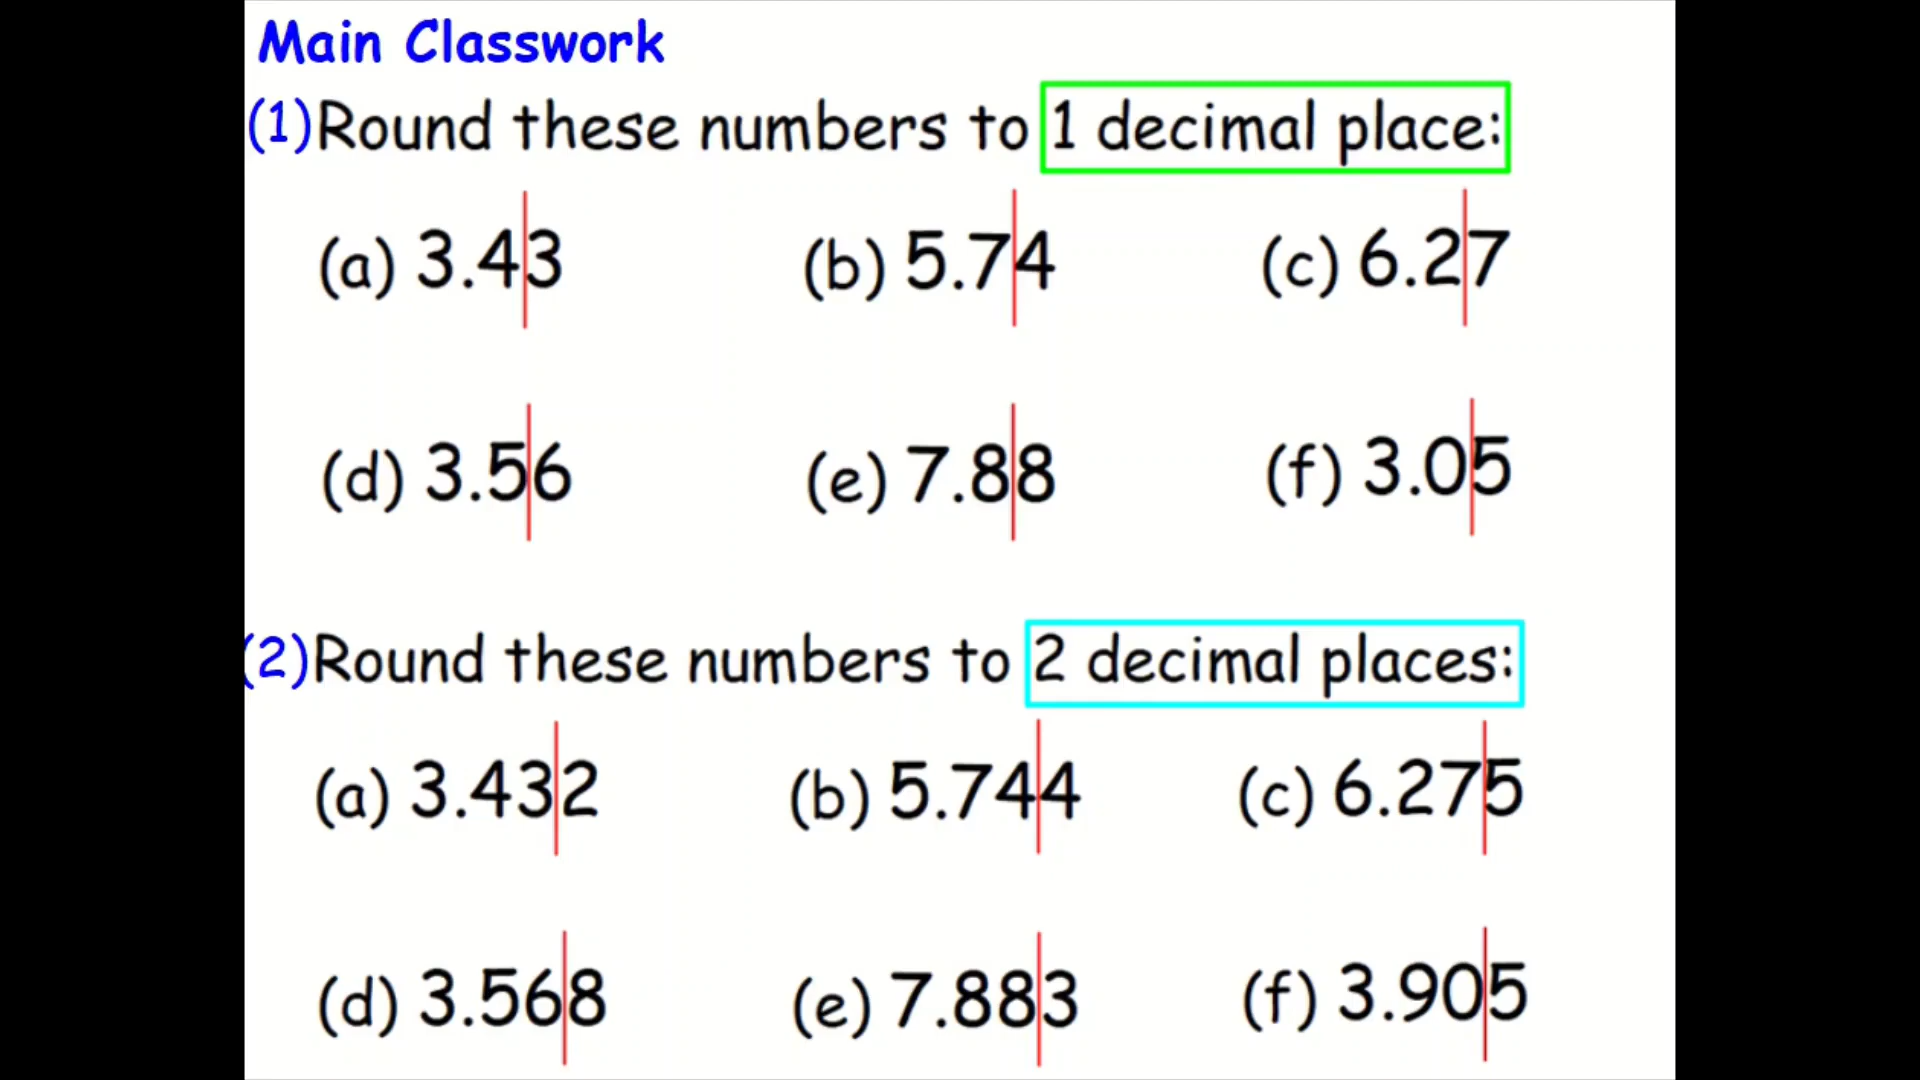 Main Classwork
(1)Round these numbers to 1 decimal place:
(a) 3.43 (b) 5.74 (c) 6.27
(d) 3.56 (e) 7.88 (f) 3.05
(2)Round these numbers to 2 decimal places:
(a) 3.432 (b) 5.744 (c) 6.275
(d) 3.568 (e) 7.883 (f) 3.905